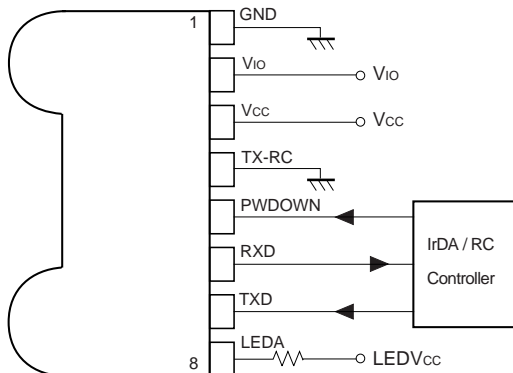 1
GND
VIO
VIO
VCC
VCC
TX-RC
PWDOWN
IrDA / RC
Controller
RXD
TXD
8
LEDA
LEDVCC